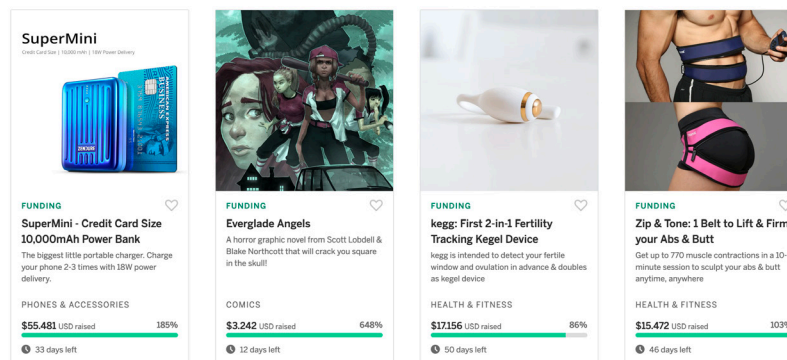 SuperMini
Credit Card Size | 10,000 mAh | 18W Power Delivery
AMERICAN EXPRESS
BUSINESS
ZENDURE
FUNDING
SuperMini - Credit Card Size
10,000mAh Power Bank
The biggest little portable charger. Charge
your phone 2-3 times with 18W power
delivery.
PHONES & ACCESSORIES
$55.481 USD raised 185%
33 days left
FUNDING
Everglade Angels
A horror graphic novel from Scott Lobdell &
Blake Northcott that will crack you square
in the skull!
COMICS
$3.242 USD raised 648%
12 days left
FUNDING
kegg: First 2-in-1 Fertility
Tracking Kegel Device
kegg is intended to detect your fertile
window and ovulation in advance & doubles
as kegel device
HEALTH & FITNESS
$17.156 USD raised 86%
50 days left
FUNDING
Zip & Tone: 1 Belt to Lift & Firm
your Abs & Butt
Get up to 770 muscle contractions in a 10-
minute session to sculpt your abs & butt
anytime, anywhere
HEALTH & FITNESS
$15.472 USD raised 103%
46 days left